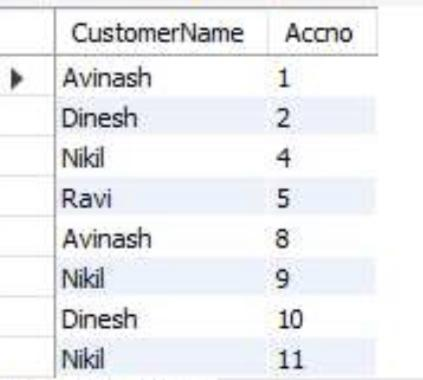 CustomerName Accno
Avinash 1
Dinesh 2
Nikil 4
Ravi 5
Avinash 8
Nikil 9
Dinesh 10
Nikil 11